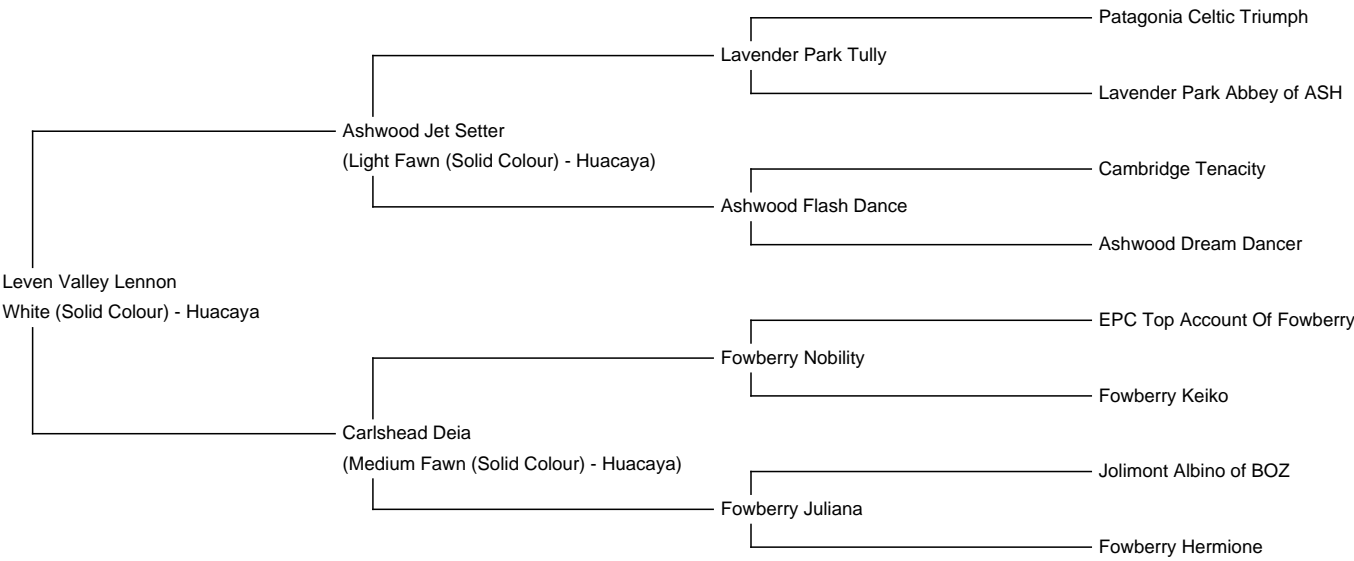 Patagonia Celtic Triumph
Lavender Park Tully
Lavender Park Abbey of ASH
Ashwood Jet Setter
(Light Fawn (Solid Colour) - Huacaya)
Cambridge Tenacity
Ashwood Flash Dance
Ashwood Dream Dancer
Leven Valley Lennon
White (Solid Colour) - Huacaya
EPC Top Account Of Fowberry
Fowberry Nobility
Fowberry Keiko
Carlshead Deia
(Medium Fawn (Solid Colour) - Huacaya)
Jolimont Albino of BOZ
Fowberry Juliana
Fowberry Hermione